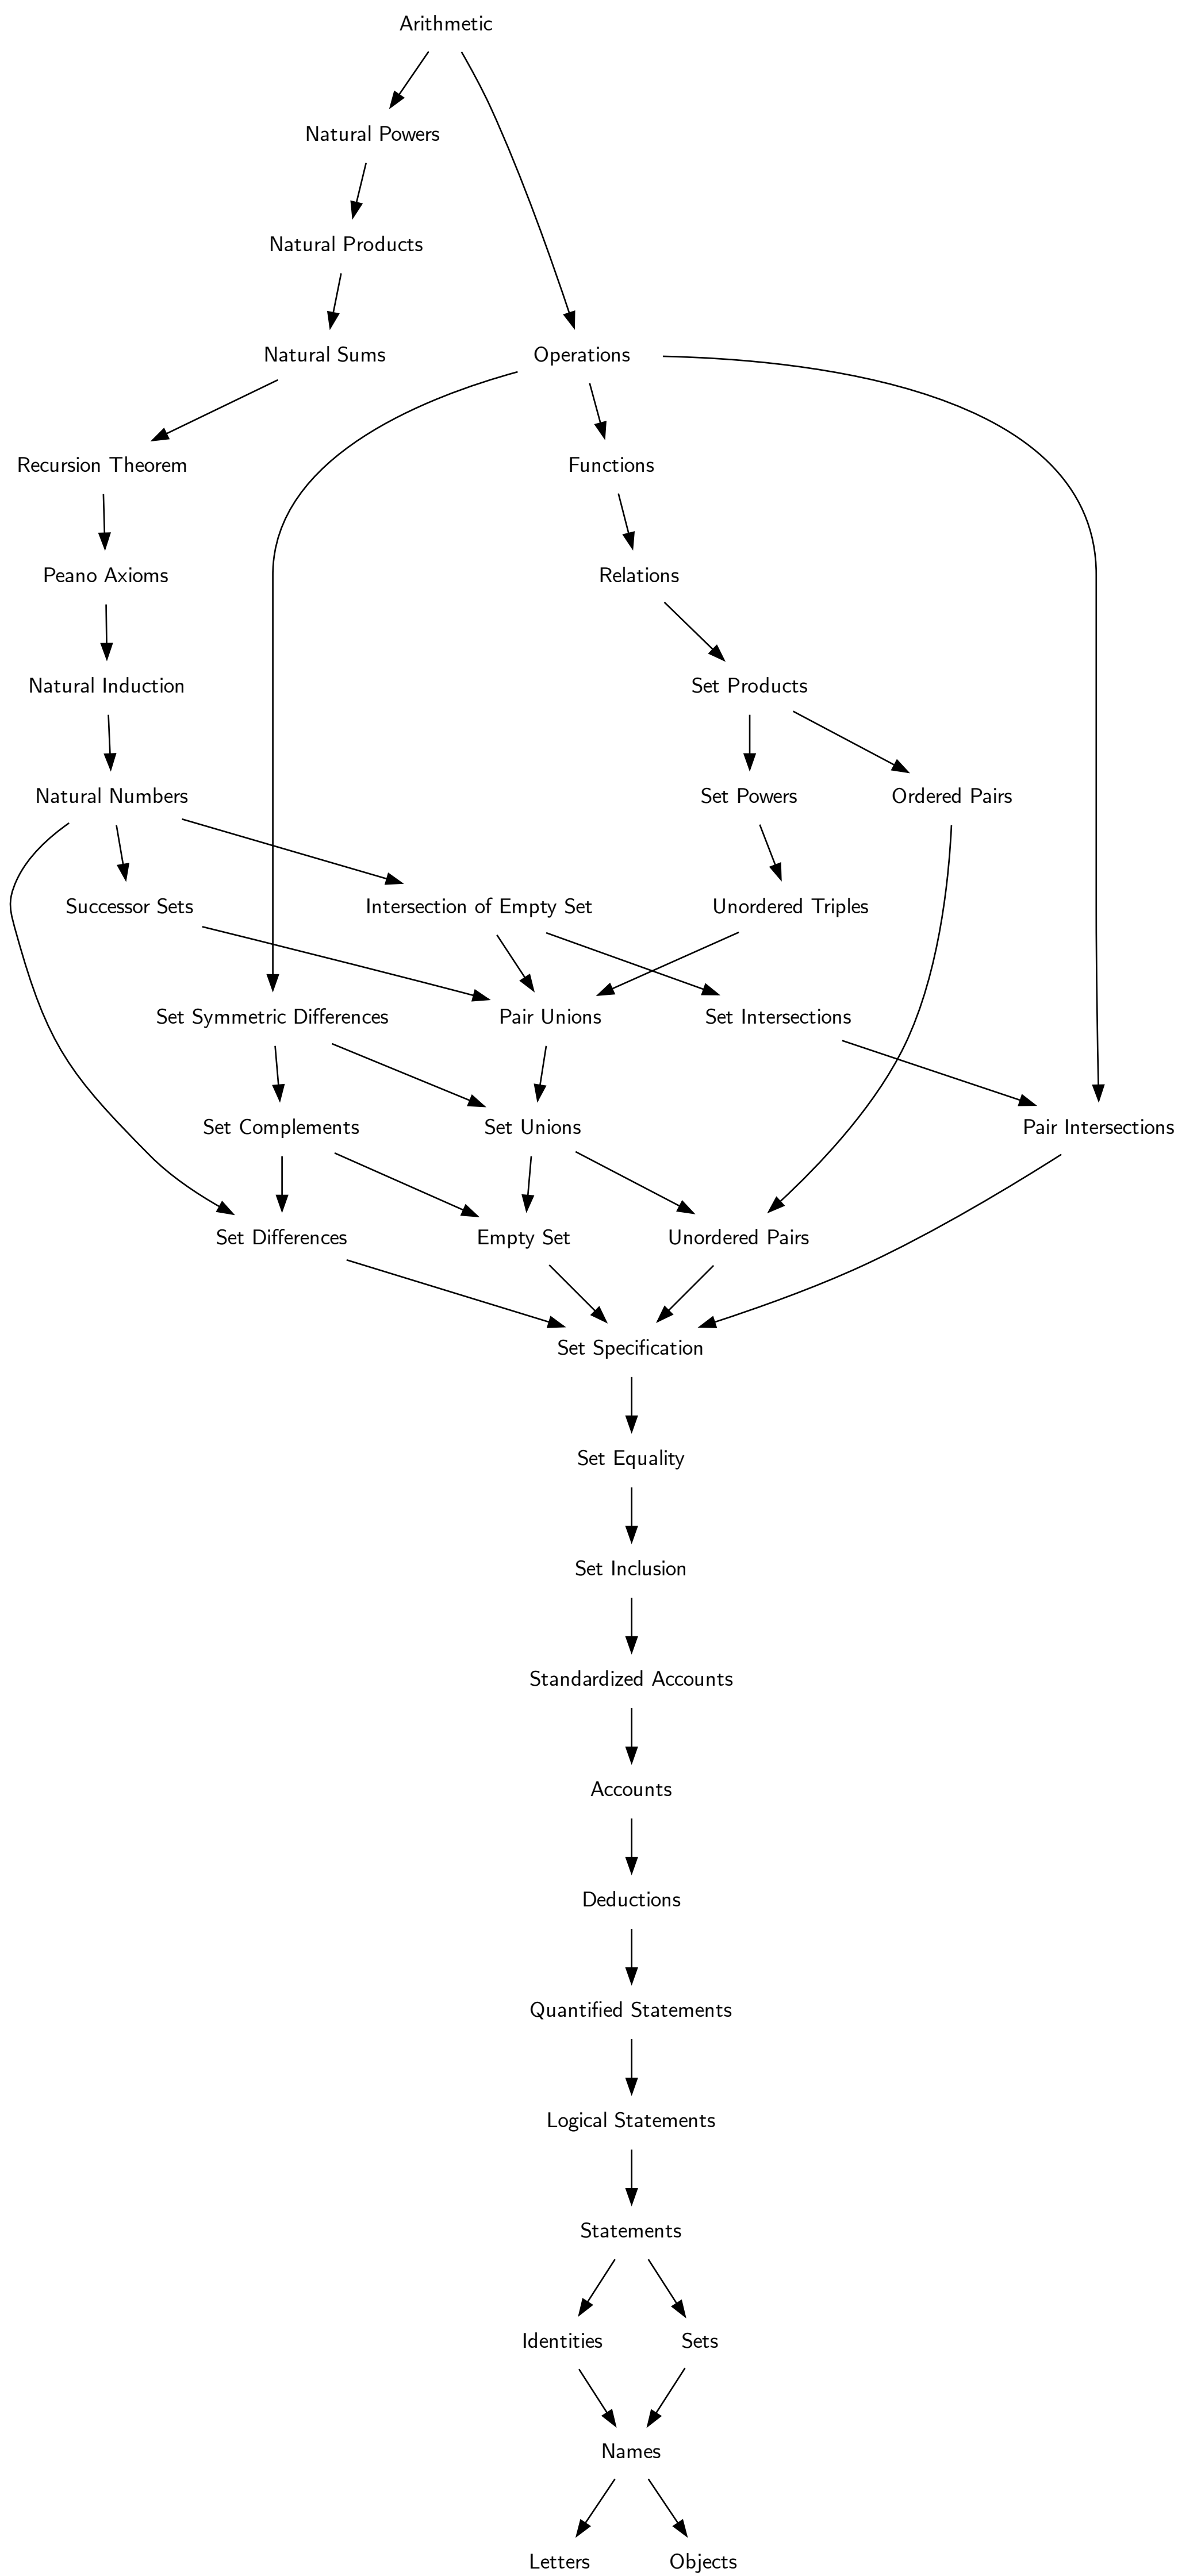 Arithmetic
Natural Powers
Natural Products
Natural Sums
Operations
Recursion Theorem
Functions
Peano Axioms
Relations
Natural Induction
Set Products
Natural Numbers
Set Powers
Ordered Pairs
Successor Sets
Intersection of Empty Set
Unordered Triples
Set Symmetric Differences
Pair Unions
Set Intersections
Set Complements
Set Unions
Pair Intersections
Set Differences
Empty Set
Unordered Pairs
Set Specification
Set Equality
Set Inclusion
Standardized Accounts
Accounts
Deductions
Quantified Statements
Logical Statements
Statements
Identities
Sets
Names
Letters
Objects